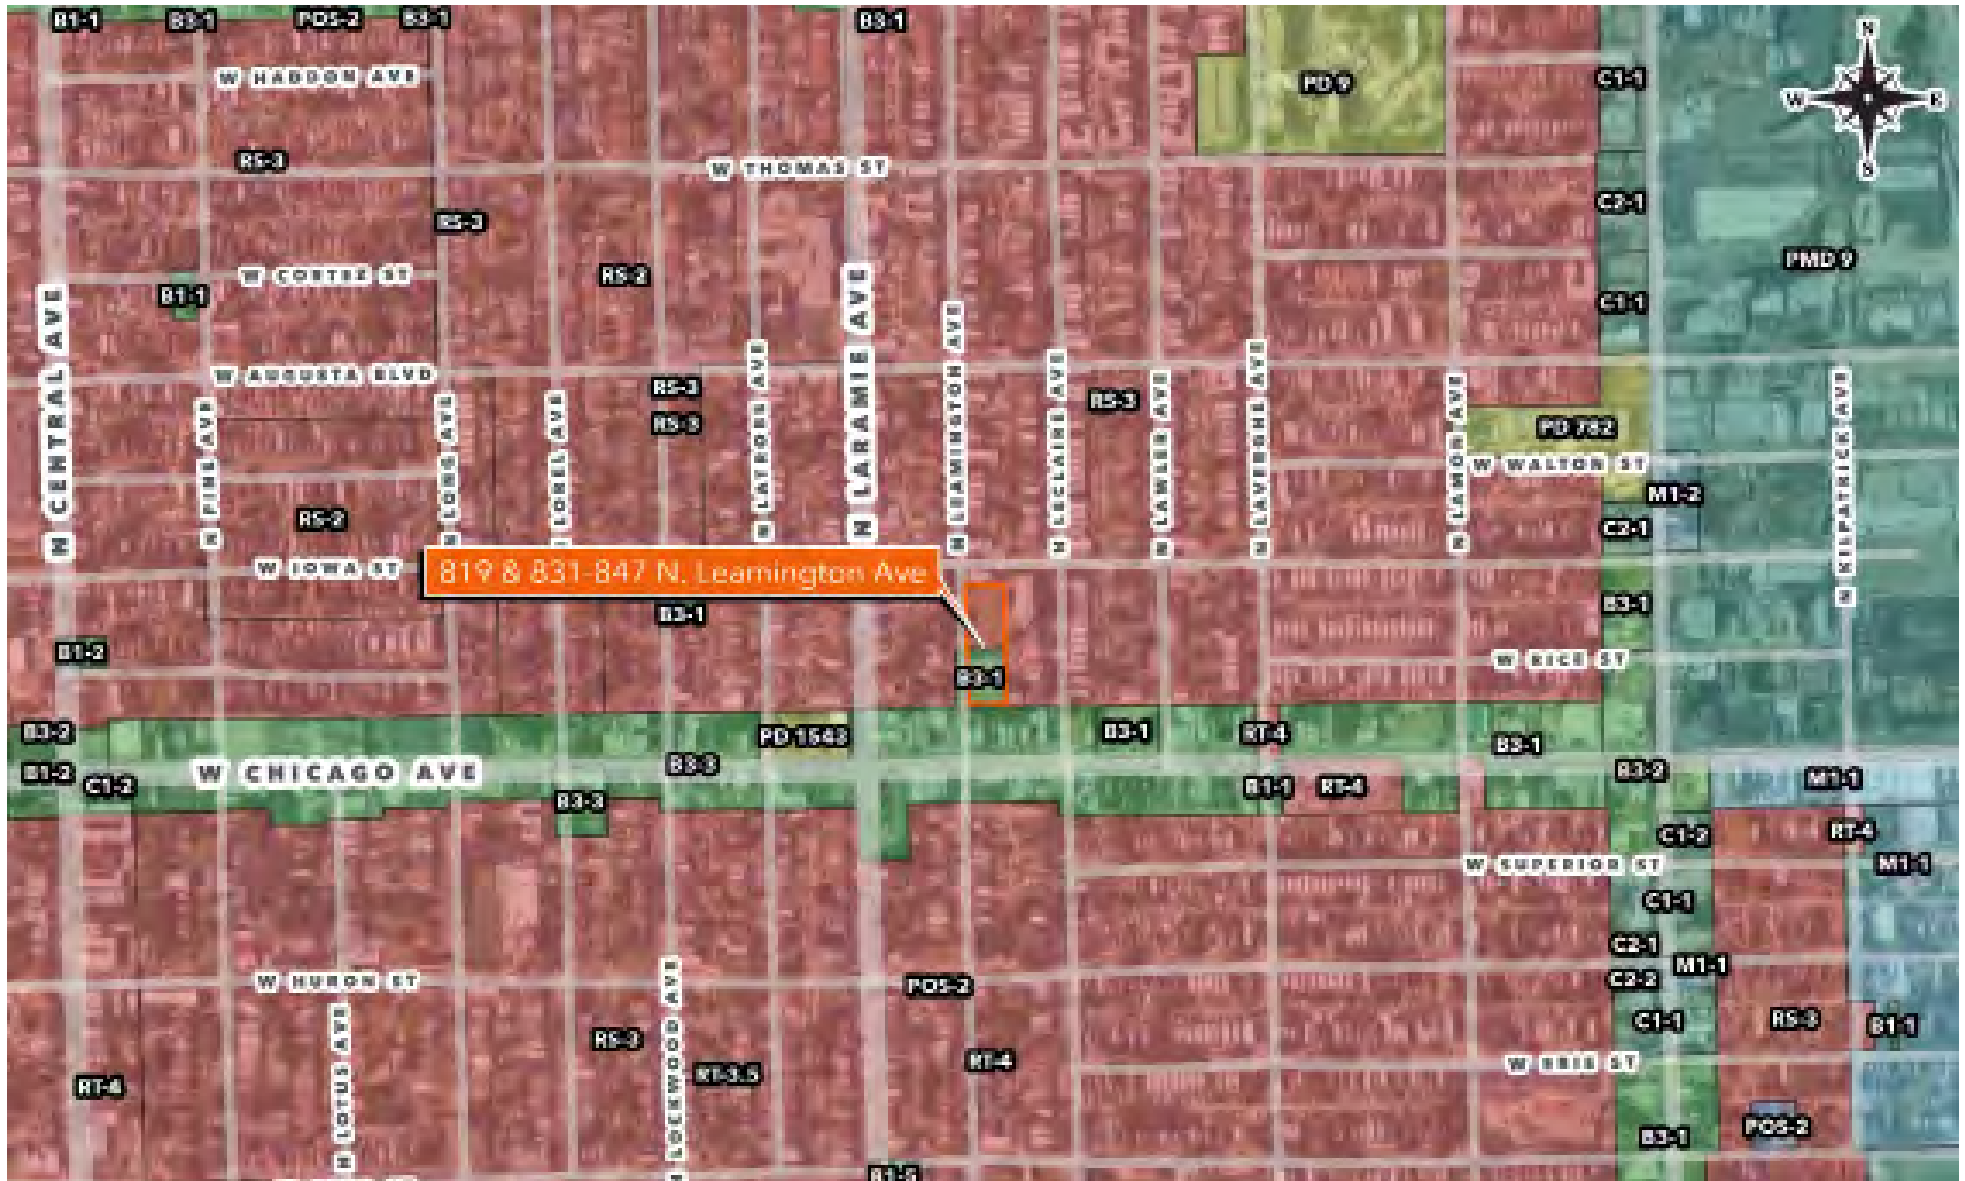 B1-1
B3-1
POS-2
B3-1
B3-1
N
W HADDON AVE
PD 9
C1-1
W
E
RS-3
W THOMAS ST
S
C2-1
RS-3
PMD 9
W CORTEZ ST
RS-2
B1-1
C1-1
N CENTRAL AVE
N LARAMIE AVE
N LEAMINGTON AVE
W AUGUSTA BLVD
RS-3
RS-3
RS-3
N PINE AVE
N LONG AVE
N LATROBE AVE
N LECLAIRE AVE
N LAWLER AVE
N LAVERGNE AVE
N LAMON AVE
N KILPATRICK AVE
PD 782
W WALTON ST
M1-2
RS-2
C2-1
W IOWA ST
819 & 831-847 N. Leamington Ave
B3-1
B3-1
B1-2
W RICE ST
B3-1
B3-2
PD 1543
B3-1
RT-4
B3-1
B1-2
C1-2
W CHICAGO AVE
B3-3
B3-2
M1-1
B3-3
B1-1
RT-4
C1-2
RT-4
W SUPERIOR ST
M1-1
C1-1
C2-1
M1-1
W HURON ST
POS-2
C2-2
N LOTUS AVE
N LOCKWOOD AVE
RS-3
C1-1
RS-3
B1-1
RT-4
RT-3.5
RT-4
W ERIE ST
POS-2
B3-1
B1-5